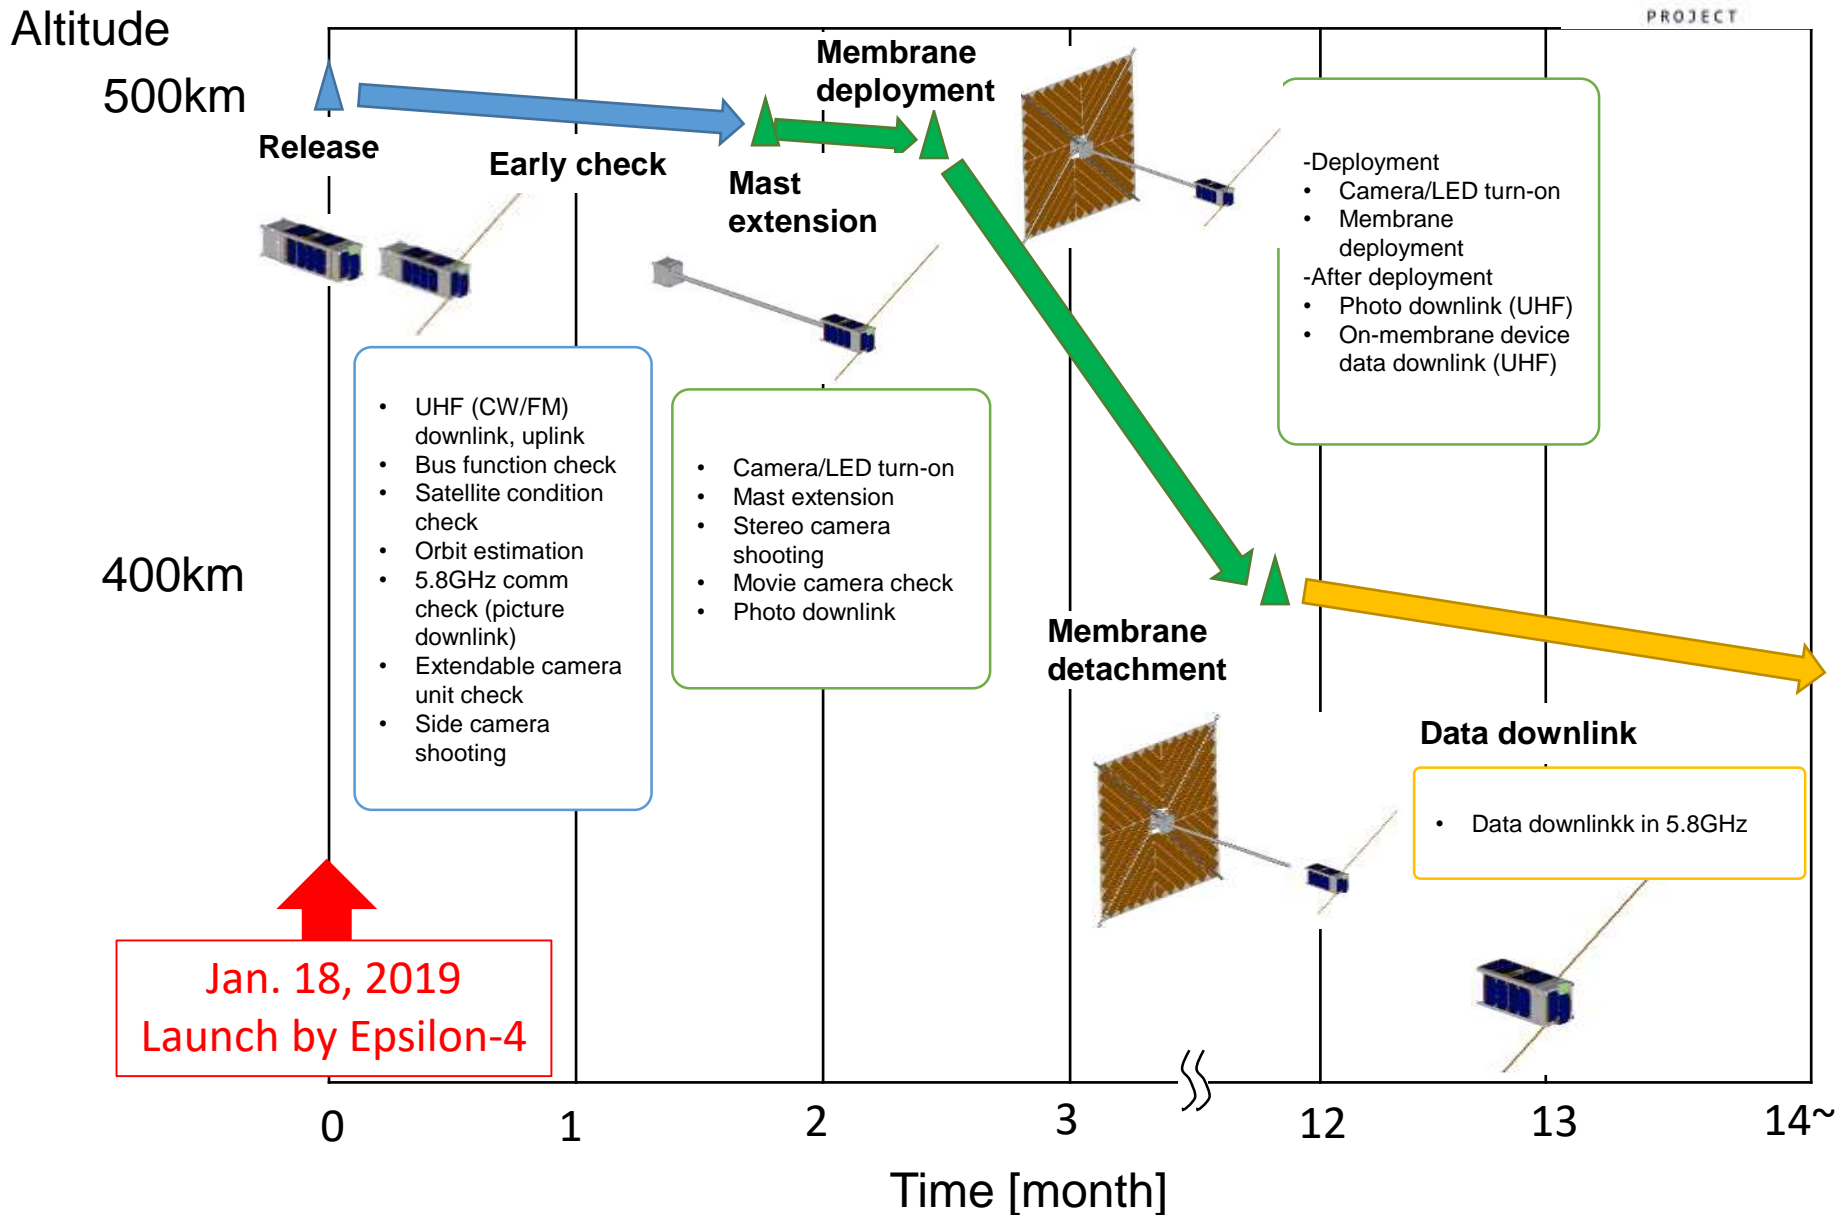 PROJECT
Altitude
500km
400km
Release
Early check
Mast
extension
Membrane
deployment
-Deployment
• Camera/LED turn-on
• Membrane
deployment
-After deployment
• Photo downlink (UHF)
• On-membrane device
data downlink (UHF)
• UHF (CW/FM)
downlink, uplink
• Bus function check
• Satellite condition
check
• Orbit estimation
• 5.8GHz comm
check (picture
downlink)
• Extendable camera
unit check
• Side camera
shooting
• Camera/LED turn-on
• Mast extension
• Stereo camera
shooting
• Movie camera check
• Photo downlink
Membrane
detachment
Data downlink
• Data downlinkk in 5.8GHz
Jan. 18, 2019
Launch by Epsilon-4
0 1 2 3 12 13 14~
Time [month]